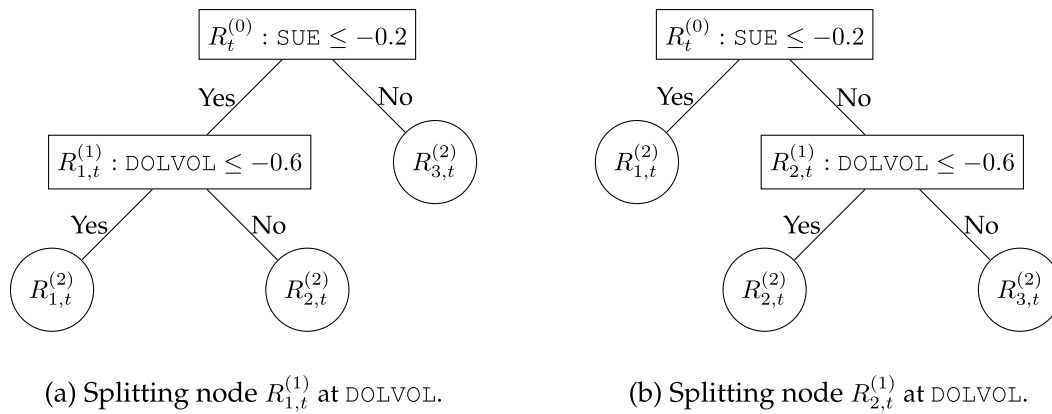 R_t^{(0)} : SUE ≤ −0.2
Yes
No
R_{1,t}^{(1)} : DOLVOL ≤ −0.6
R_{3,t}^{(2)}
Yes
No
R_{1,t}^{(2)}
R_{2,t}^{(2)}
(a) Splitting node R_{1,t}^{(1)} at DOLVOL.
R_t^{(0)} : SUE ≤ −0.2
Yes
No
R_{1,t}^{(2)}
R_{2,t}^{(1)} : DOLVOL ≤ −0.6
Yes
No
R_{2,t}^{(2)}
R_{3,t}^{(2)}
(b) Splitting node R_{2,t}^{(1)} at DOLVOL.